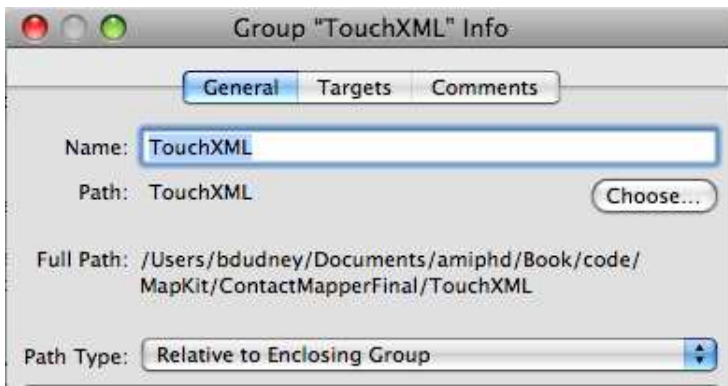 Group "TouchXML" Info
General Targets Comments
Name: TouchXML
Path: TouchXML
Choose...
Full Path: /Users/bdudney/Documents/amiphd/Book/code/
MapKit/ContactMapperFinal/TouchXML
Path Type: Relative to Enclosing Group